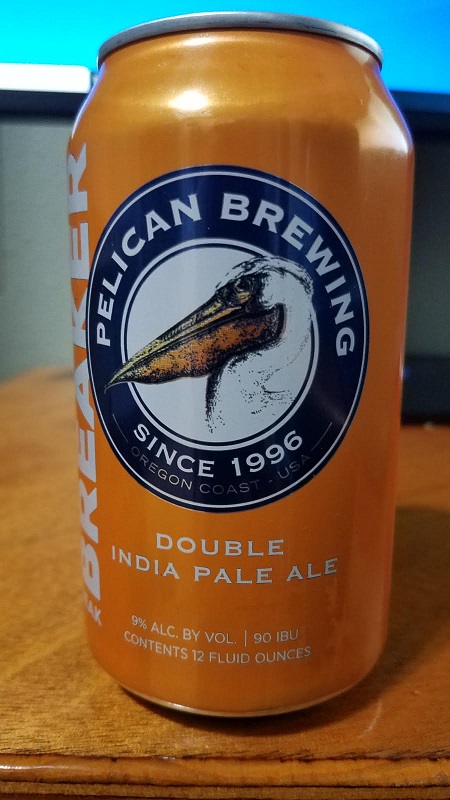 BREAKER
PELICAN BREWING
SINCE 1996
OREGON COAST - USA
DOUBLE
INDIA PALE ALE
9% ALC. BY VOL. | 90 IBU
CONTENTS 12 FLUID OUNCES